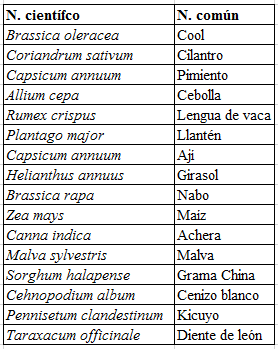 N. científco N. común
Brassica oleracea Cool
Coriandrum sativum Cilantro
Capsicum annuum Pimiento
Allium cepa Cebolla
Rumex crispus Lengua de vaca
Plantago major Llantén
Capsicum annuum Aji
Helianthus annuus Girasol
Brassica rapa Nabo
Zea mays Maiz
Canna indica Achera
Malva sylvestris Malva
Sorghum halapense Grama China
Cehnopodium album Cenizo blanco
Pennisetum clandestinum Kicuyo
Taraxacum officinale Diente de león